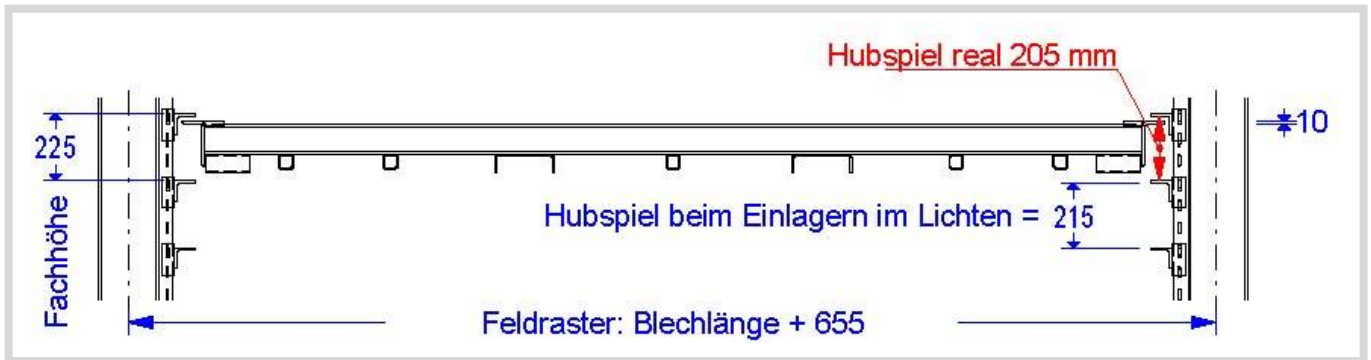 Hubspiel real 205 mm
10
225
Fachhöhe
Hubspiel beim Einlagern im Lichten = 215
Feldraster: Blechlänge + 655